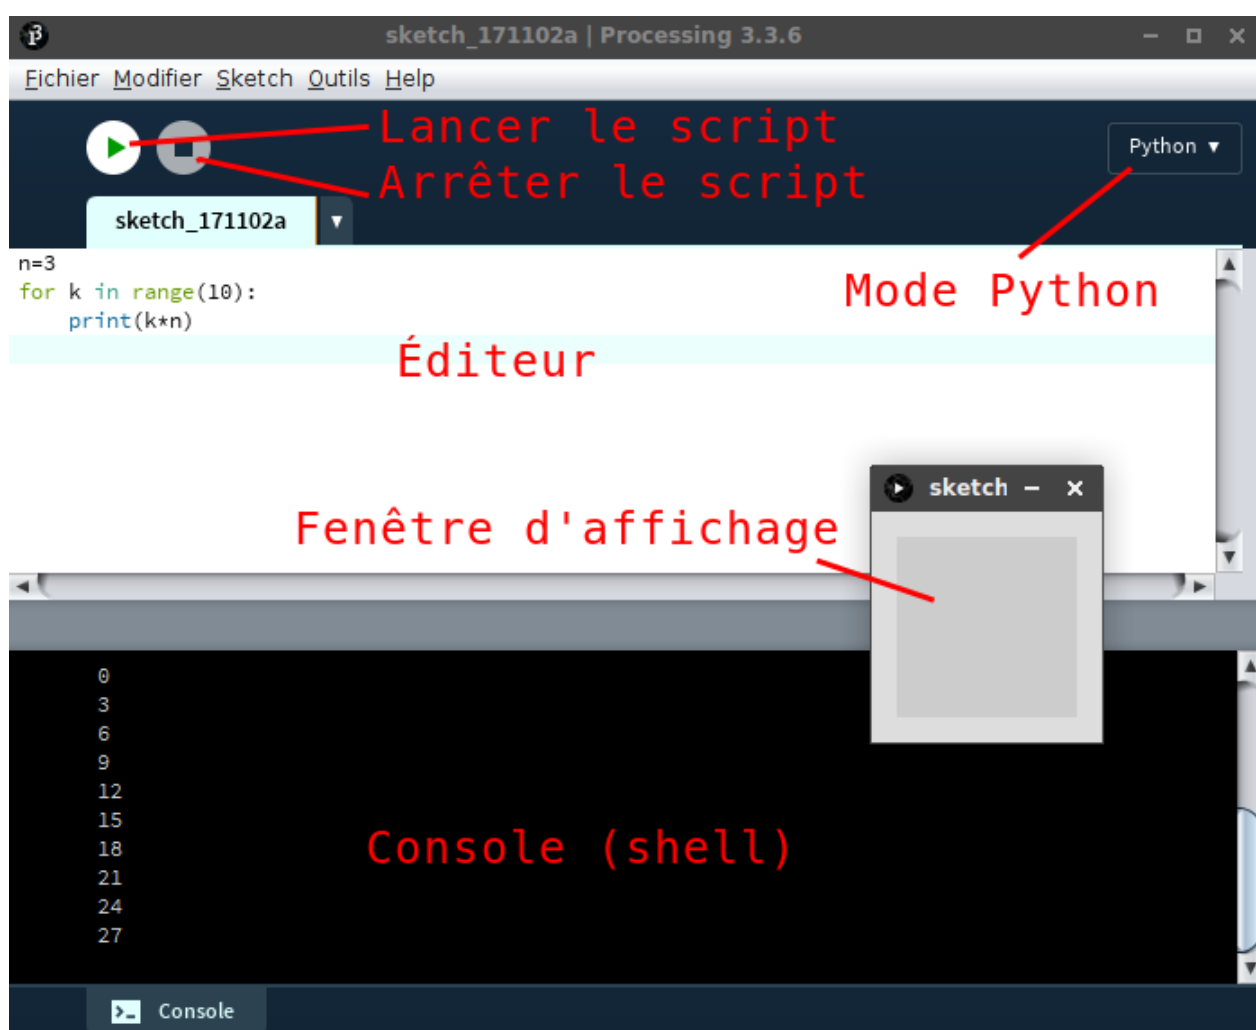 sketch_171102a | Processing 3.3.6
Fichier Modifier Sketch Outils Help
Lancer le script
Python
Arrêter le script
sketch_171102a
n=3
for k in range(10):
    print(k*n)
Mode Python
Éditeur
sketch
Fenêtre d'affichage
0
3
6
9
12
15
18
21
24
27
Console (shell)
Console